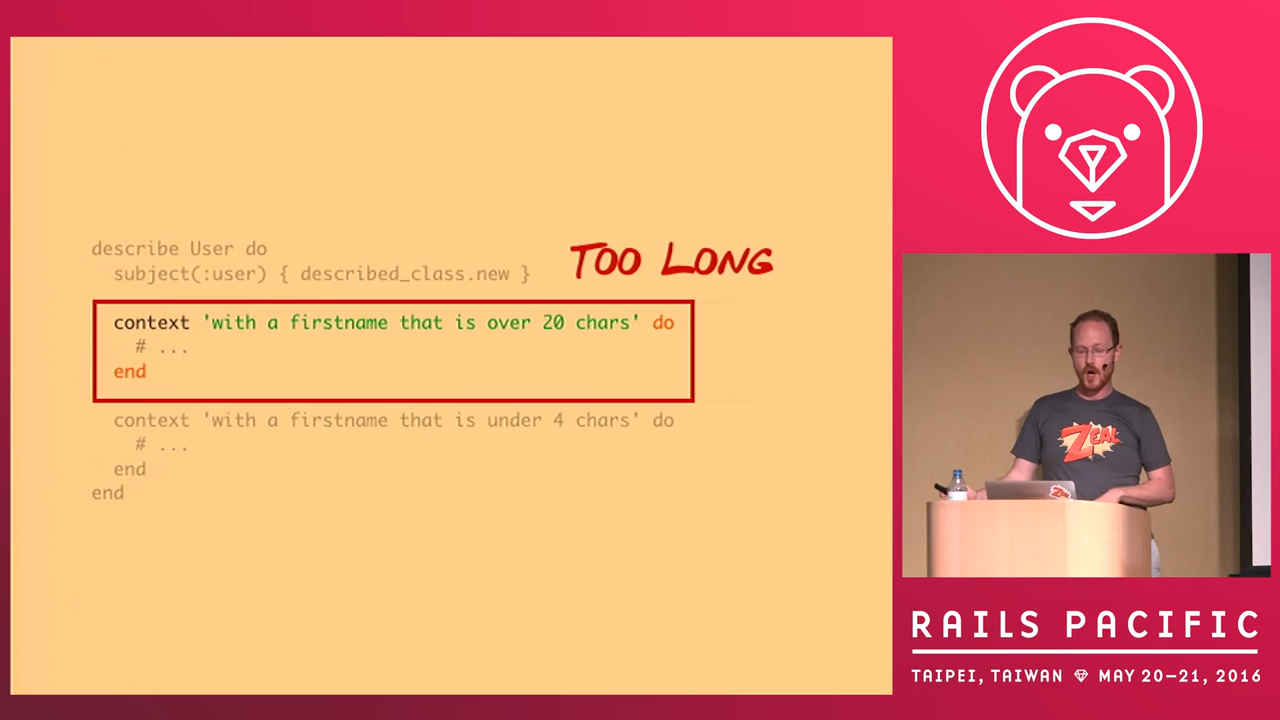 describe User do
subject(:user) { described_class.new }
TOO LONG
context 'with a firstname that is over 20 chars' do
# ...
end
context 'with a firstname that is under 4 chars' do
# ...
end
end
ZEAL
RAILS PACIFIC
TAIPEI, TAIWAN MAY 20–21, 2016